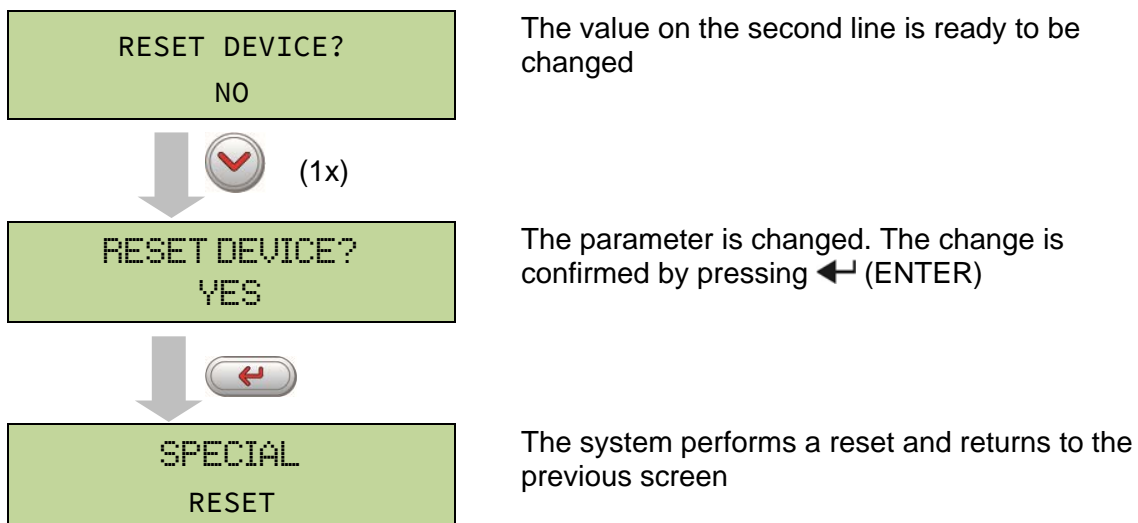 RESET DEVICE?
NO
The value on the second line is ready to be
changed
(1x)
RESET DEVICE?
YES
The parameter is changed. The change is
confirmed by pressing ↵ (ENTER)
SPECIAL
RESET
The system performs a reset and returns to the
previous screen